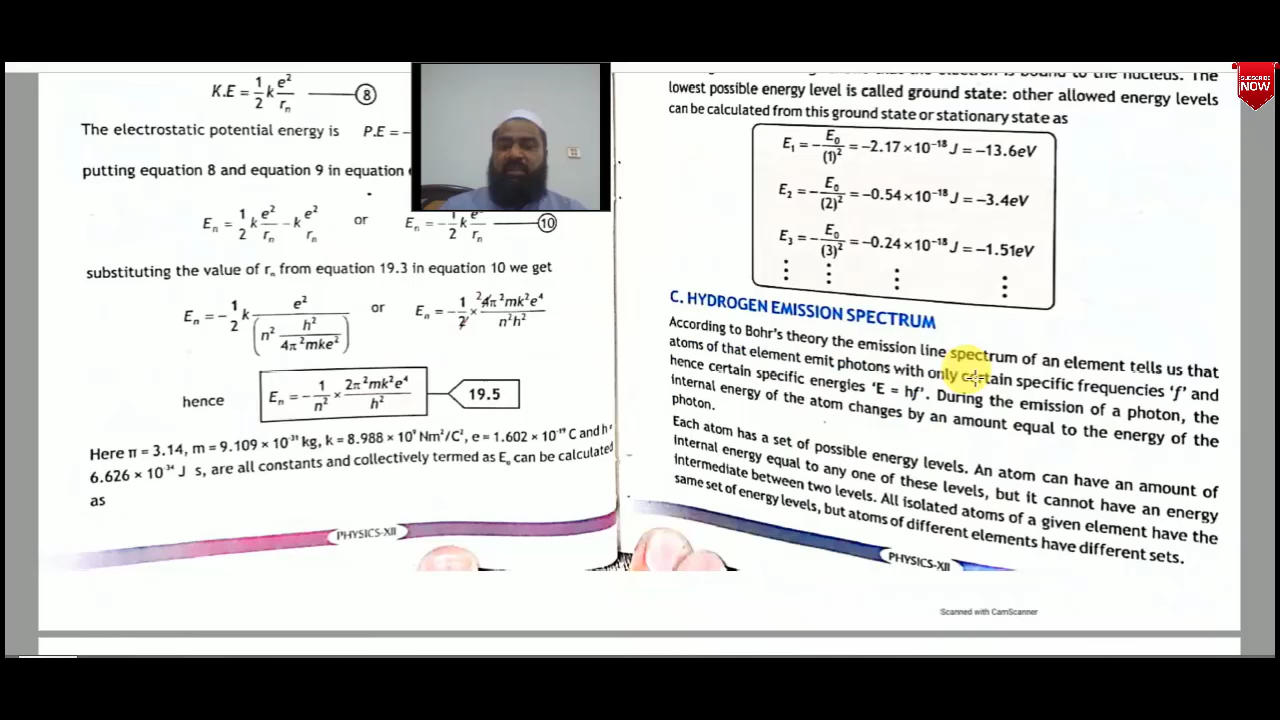 K.E = 1/2 k e²/rₙ ——— ⑧
The electrostatic potential energy is P.E = -
putting equation 8 and equation 9 in equation
Eₙ = 1/2 k e²/rₙ - k e²/rₙ or Eₙ = -1/2 k e²/rₙ ——— ⑩
substituting the value of rₙ from equation 19.3 in equation 10 we get
Eₙ = -1/2 k e²/(n² h²/4π²mke²) or Eₙ = -1/2 × ²4π²mk²e⁴/n²h²
hence Eₙ = -1/n² × 2π²mk²e⁴/h² 19.5
Here π = 3.14, m = 9.109 × 10⁻³¹ kg, k = 8.988 × 10⁹ Nm²/C², e = 1.602 × 10⁻¹⁹ C and h
6.626 × 10⁻³⁴ J s, are all constants and collectively termed as E₀ can be calculated
as
PHYSICS-XII
is bound to the nucleus. The
lowest possible energy level is called ground state: other allowed energy levels
can be calculated from this ground state or stationary state as
E₁ = -E₀/(1)² = -2.17×10⁻¹⁸ J = -13.6eV
E₂ = -E₀/(2)² = -0.54×10⁻¹⁸ J = -3.4eV
E₃ = -E₀/(3)² = -0.24×10⁻¹⁸ J = -1.51eV
⋮ ⋮ ⋮ ⋮
C. HYDROGEN EMISSION SPECTRUM
According to Bohr's theory the emission line spectrum of an element tells us that
atoms of that element emit photons with only certain specific frequencies 'f' and
hence certain specific energies 'E = hf'. During the emission of a photon, the
internal energy of the atom changes by an amount equal to the energy of the
photon.
Each atom has a set of possible energy levels. An atom can have an amount of
internal energy equal to any one of these levels, but it cannot have an energy
intermediate between two levels. All isolated atoms of a given element have the
same set of energy levels, but atoms of different elements have different sets.
PHYSICS-XII
Scanned with CamScanner
SUBSCRIBE
NOW